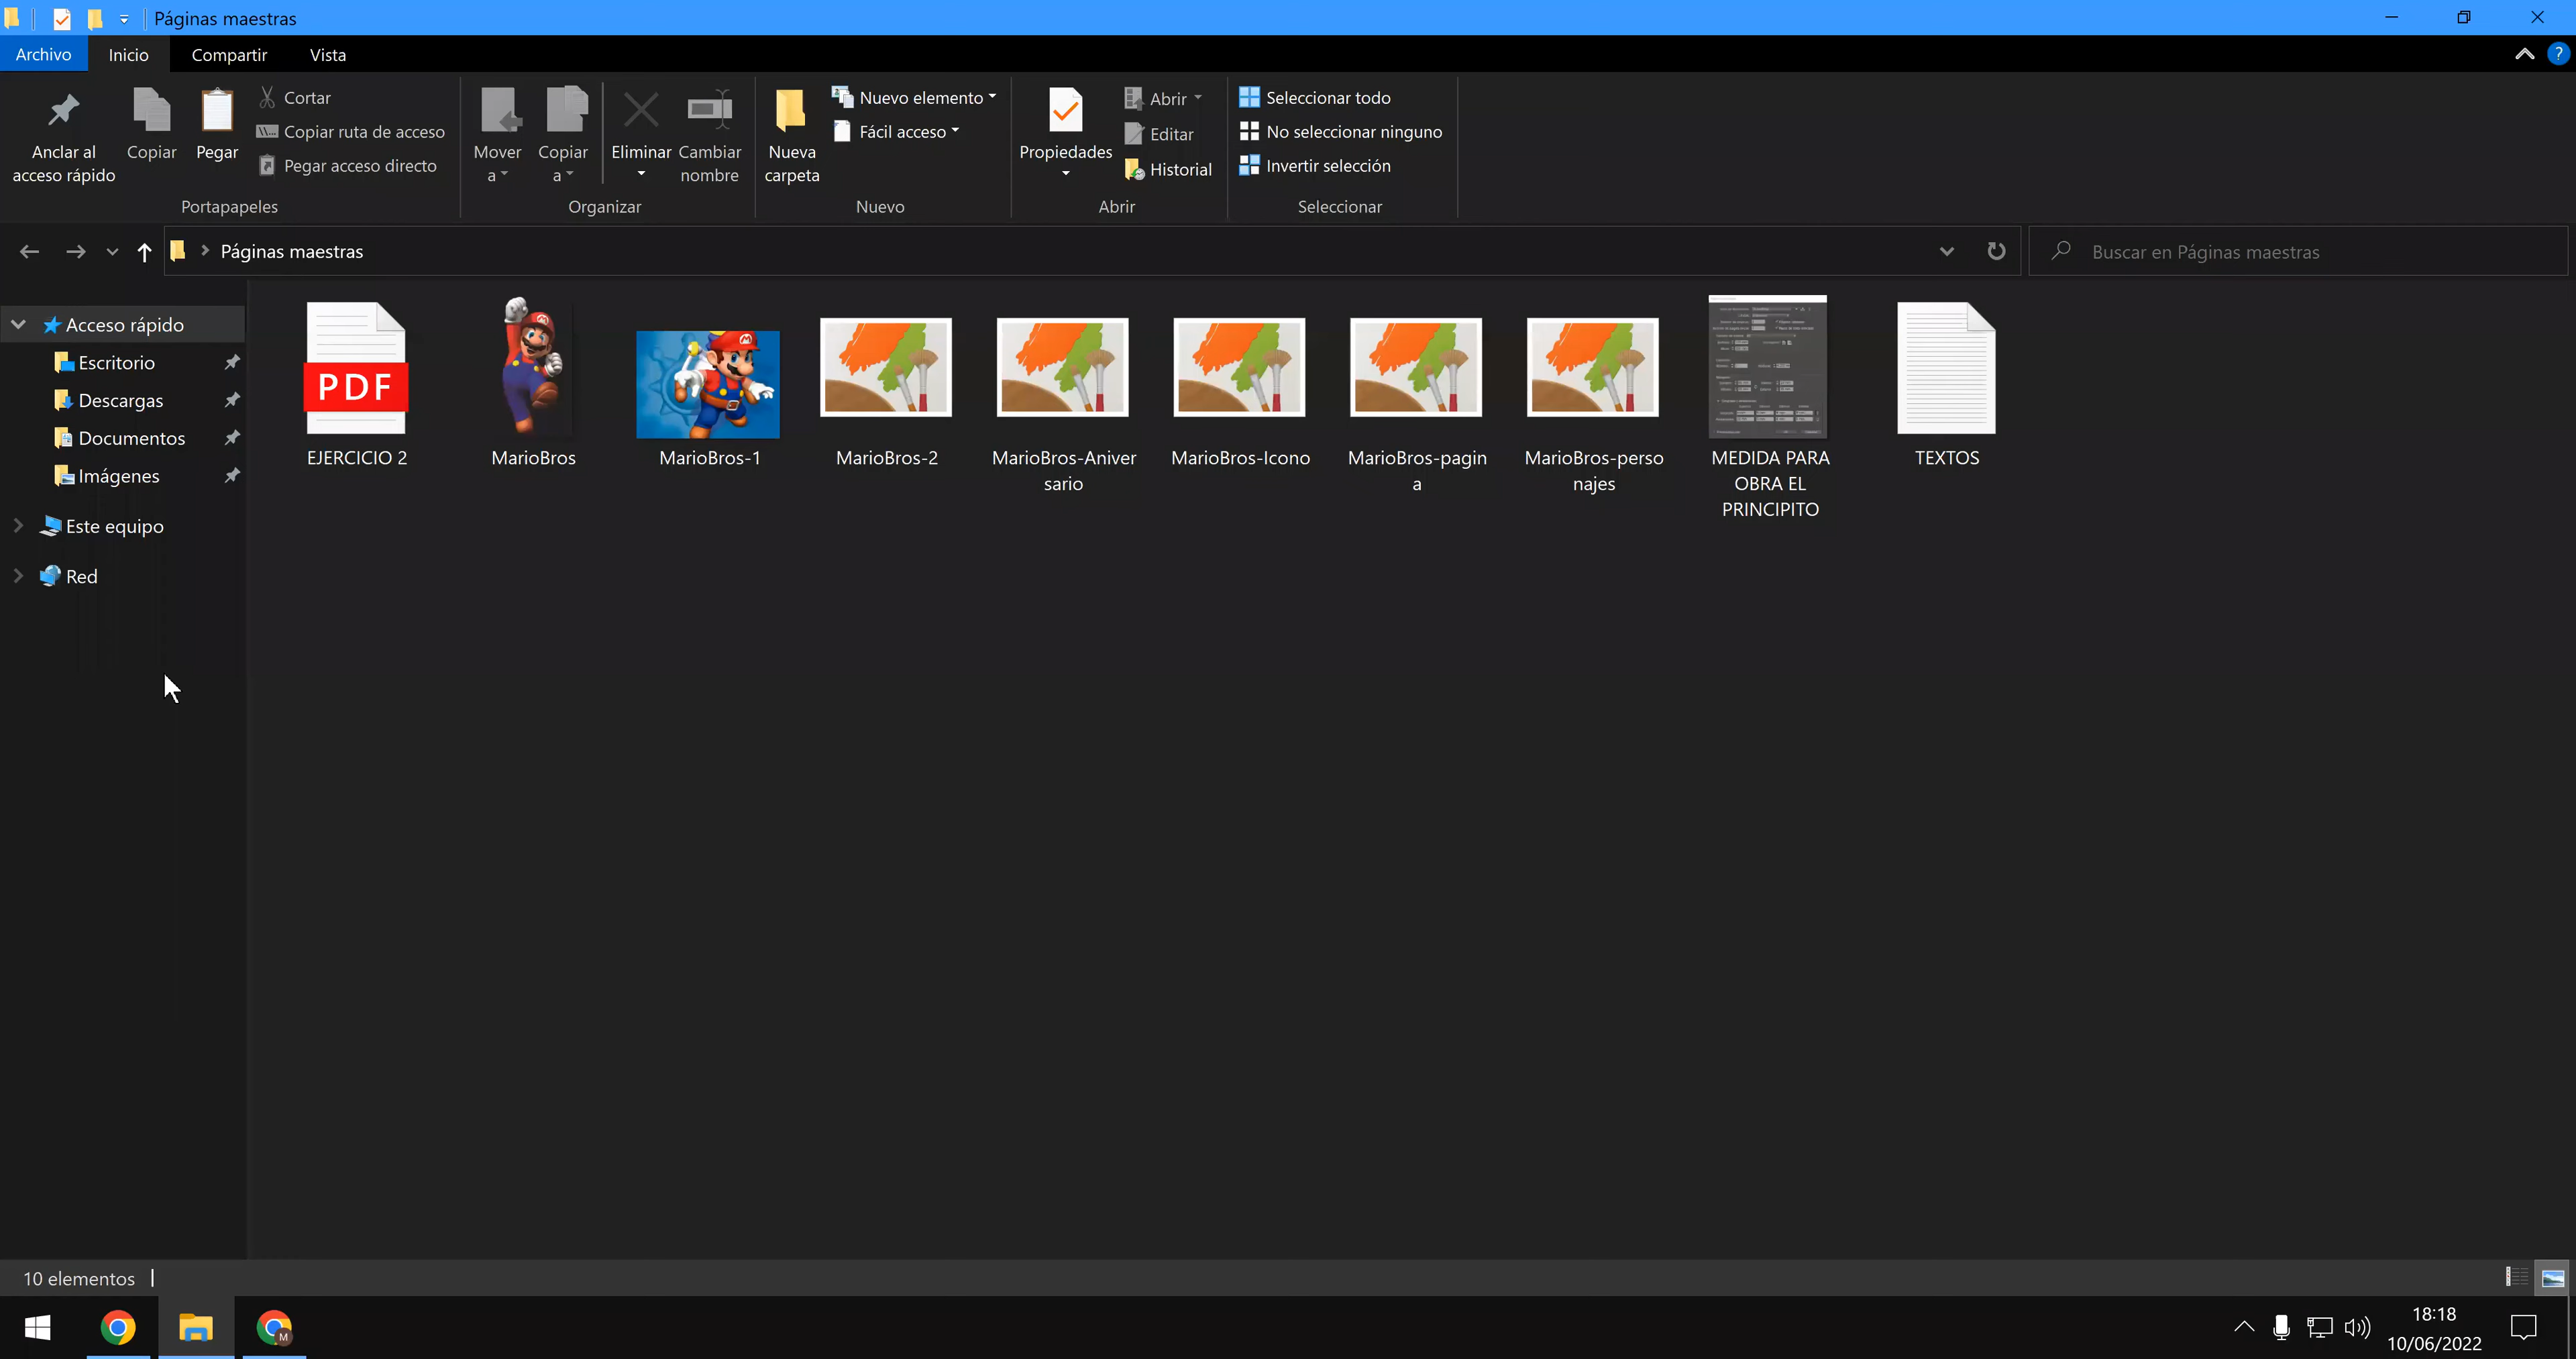 Páginas maestras
Archivo
Inicio
Compartir
Vista
?
Anclar al
acceso rápido
Copiar
Pegar
Cortar
Copiar ruta de acceso
Pegar acceso directo
Portapapeles
Mover
a
Copiar
a
Eliminar
Cambiar
nombre
Organizar
Nueva
carpeta
Nuevo elemento
Fácil acceso
Nuevo
Propiedades
Abrir
Editar
Historial
Abrir
Seleccionar todo
No seleccionar ninguno
Invertir selección
Seleccionar
Páginas maestras
Buscar en Páginas maestras
Acceso rápido
Escritorio
Descargas
Documentos
Imágenes
Este equipo
Red
PDF
EJERCICIO 2
MarioBros
MarioBros-1
MarioBros-2
MarioBros-Aniver
sario
MarioBros-Icono
MarioBros-pagin
a
MarioBros-perso
najes
MEDIDA PARA
OBRA EL
PRINCIPITO
TEXTOS
10 elementos
M
18:18
10/06/2022